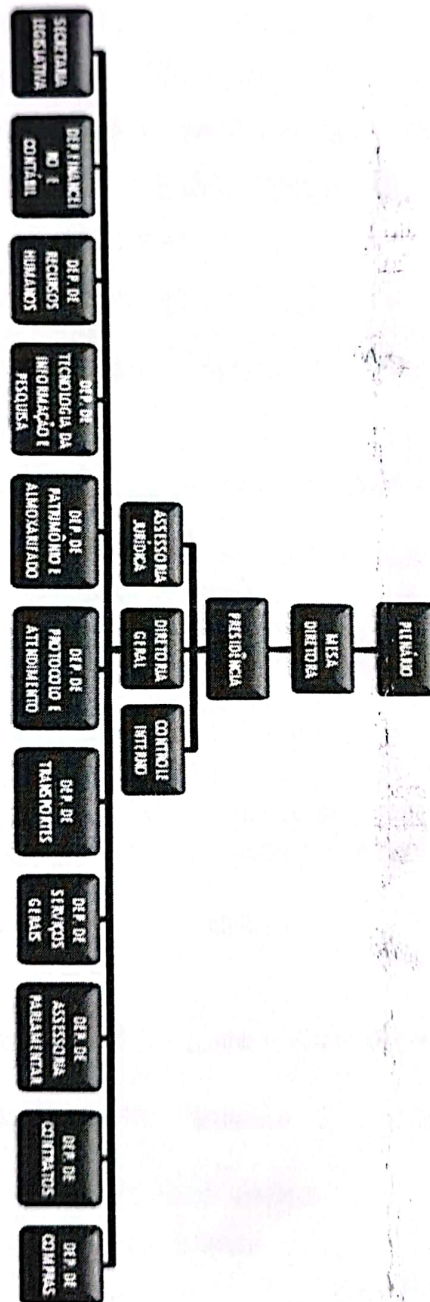 PLENÁRIO
MESA
DIRETORA
PRESIDÊNCIA
ASSESSORIA
JURÍDICA
DIRETORIA
GERAL
CONTROLE
INTERNO
SECRETARIA
LEGISLATIVA
DEP. FINANCEI
RO E
CONTÁBIL
DEP. DE
RECURSOS
HUMANOS
DEP. DE
TECNOLOGIA DA
INFORMAÇÃO E
PESQUISA
DEP. DE
PATRIMÔNIO E
ALMOXARIFADO
DEP. DE
PROTOCOLO E
ATENDIMENTO
DEP. DE
TRANSPORTES
DEP. DE
SERVIÇOS
GERAIS
DEP. DE
ASSESSORIA
PARLAMENTAR
DEP. DE
CONTRATOS
DEP. DE
COMPRAS